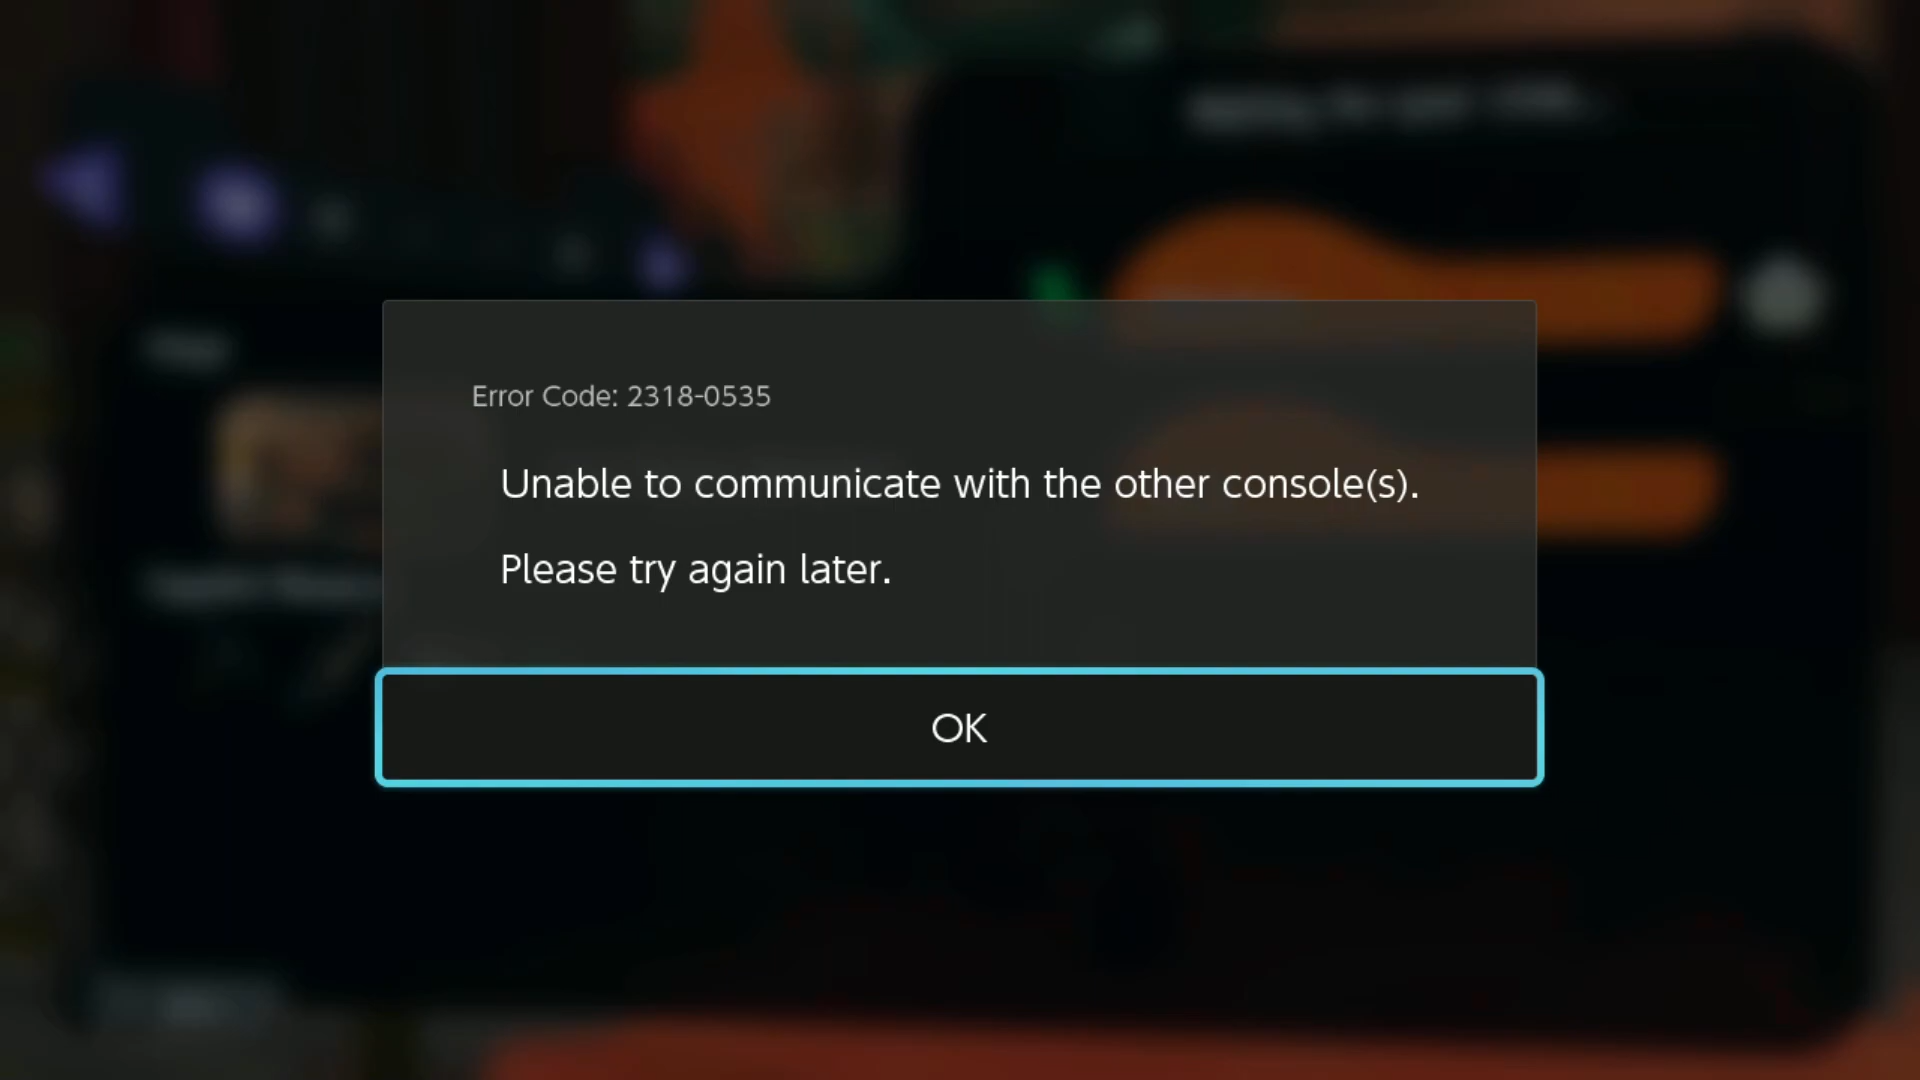 Error Code: 2318-0535
Unable to communicate with the other console(s).
Please try again later.
OK